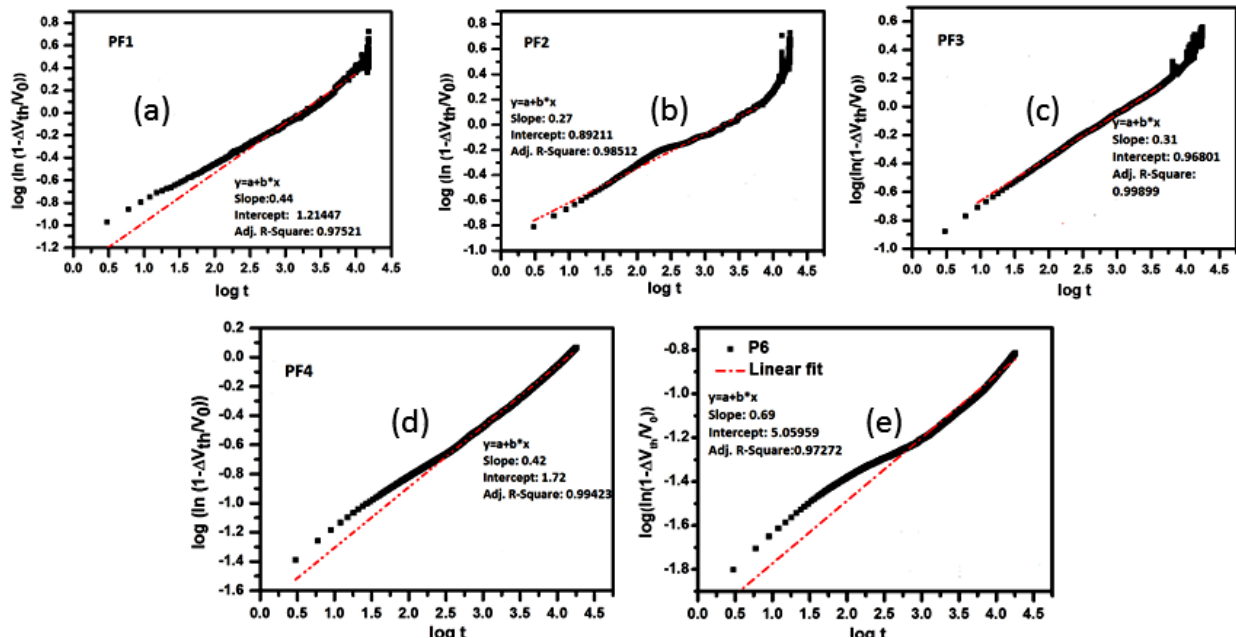 PF1
(a)
log (ln (1-ΔVth/V0))
0.8
0.6
0.4
0.2
0.0
-0.2
-0.4
-0.6
-0.8
-1.0
-1.2
y=a+b*x
Slope:0.44
Intercept: 1.21447
Adj. R-Square: 0.97521
0.0 0.5 1.0 1.5 2.0 2.5 3.0 3.5 4.0 4.5
log t
PF2
(b)
log (ln (1-ΔVth/V0))
1.0
0.8
0.6
0.4
0.2
0.0
-0.2
-0.4
-0.6
-0.8
-1.0
y=a+b*x
Slope: 0.27
Intercept: 0.89211
Adj. R-Square: 0.98512
0.0 0.5 1.0 1.5 2.0 2.5 3.0 3.5 4.0 4.5
log t
PF3
(c)
log(ln(1-ΔVth/V0))
0.6
0.4
0.2
0.0
-0.2
-0.4
-0.6
-0.8
-1.0
y=a+b*x
Slope: 0.31
Intercept: 0.96801
Adj. R-Square:
0.99899
0.0 0.5 1.0 1.5 2.0 2.5 3.0 3.5 4.0 4.5
log t
PF4
(d)
log (ln (1-ΔVth/V0))
0.2
0.0
-0.2
-0.4
-0.6
-0.8
-1.0
-1.2
-1.4
-1.6
y=a+b*x
Slope: 0.42
Intercept: 1.72
Adj. R-Square: 0.99423
0.0 0.5 1.0 1.5 2.0 2.5 3.0 3.5 4.0 4.5
log t
P6
Linear fit
(e)
log(ln(1-ΔVth/V0))
-0.8
-1.0
-1.2
-1.4
-1.6
-1.8
y=a+b*x
Slope: 0.69
Intercept: 5.05959
Adj. R-Square:0.97272
0.0 0.5 1.0 1.5 2.0 2.5 3.0 3.5 4.0 4.5
log t